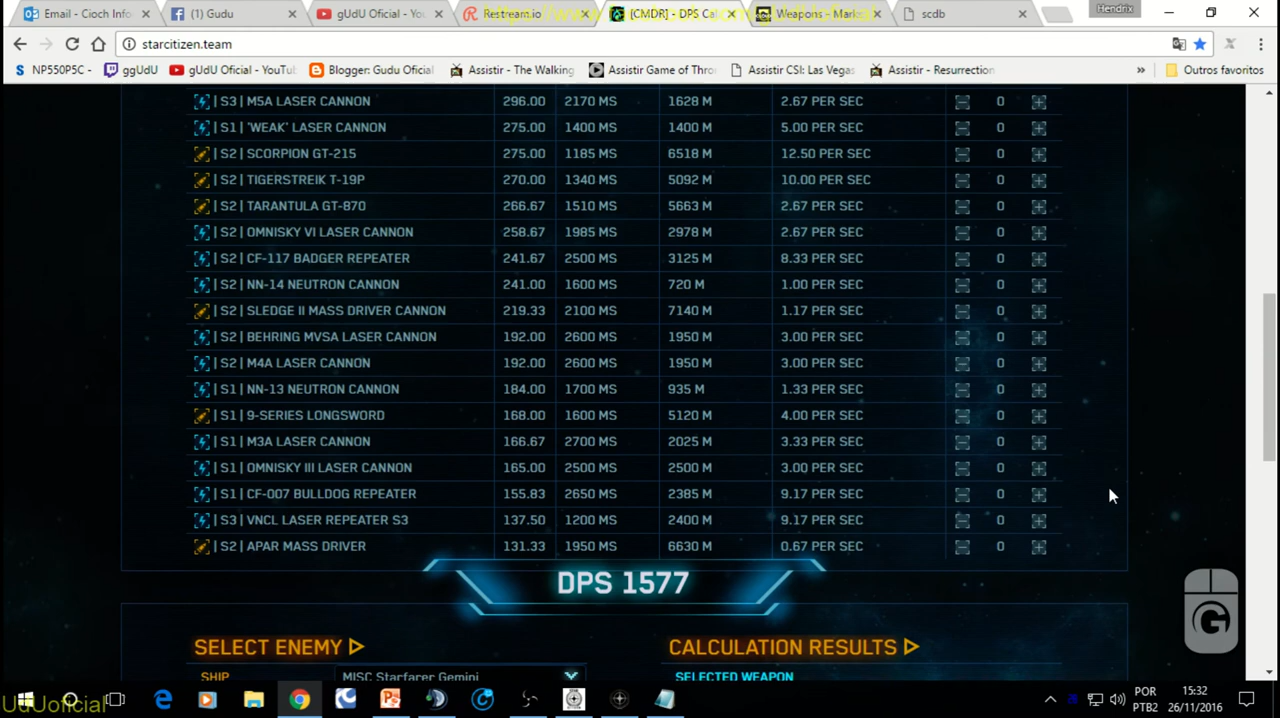 Hendrix
Email - Cioch Info
(1) Gudu
gUdU Oficial - You
Restream.io
[CMDR] - DPS Cal
Weapons - Mark
scdb
starcitizen.team
NP550P5C -
ggUdU
gUdU Oficial - YouTub
Blogger: Gudu Oficial
Assistir - The Walking
Assistir Game of Thro
Assistir CSI: Las Vegas
Assistir - Resurrection
»
Outros favoritos
| S3 | M5A LASER CANNON 296.00 2170 MS 1628 M 2.67 PER SEC 0
| S1 | 'WEAK' LASER CANNON 275.00 1400 MS 1400 M 5.00 PER SEC 0
| S2 | SCORPION GT-215 275.00 1185 MS 6518 M 12.50 PER SEC 0
| S2 | TIGERSTREIK T-19P 270.00 1340 MS 5092 M 10.00 PER SEC 0
| S2 | TARANTULA GT-870 266.67 1510 MS 5663 M 2.67 PER SEC 0
| S2 | OMNISKY VI LASER CANNON 258.67 1985 MS 2978 M 2.67 PER SEC 0
| S2 | CF-117 BADGER REPEATER 241.67 2500 MS 3125 M 8.33 PER SEC 0
| S2 | NN-14 NEUTRON CANNON 241.00 1600 MS 720 M 1.00 PER SEC 0
| S2 | SLEDGE II MASS DRIVER CANNON 219.33 2100 MS 7140 M 1.17 PER SEC 0
| S2 | BEHRING MVSA LASER CANNON 192.00 2600 MS 1950 M 3.00 PER SEC 0
| S2 | M4A LASER CANNON 192.00 2600 MS 1950 M 3.00 PER SEC 0
| S1 | NN-13 NEUTRON CANNON 184.00 1700 MS 935 M 1.33 PER SEC 0
| S1 | 9-SERIES LONGSWORD 168.00 1600 MS 5120 M 4.00 PER SEC 0
| S1 | M3A LASER CANNON 166.67 2700 MS 2025 M 3.33 PER SEC 0
| S1 | OMNISKY III LASER CANNON 165.00 2500 MS 2500 M 3.00 PER SEC 0
| S1 | CF-007 BULLDOG REPEATER 155.83 2650 MS 2385 M 9.17 PER SEC 0
| S3 | VNCL LASER REPEATER S3 137.50 1200 MS 2400 M 9.17 PER SEC 0
| S2 | APAR MASS DRIVER 131.33 1950 MS 6630 M 0.67 PER SEC 0
DPS 1577
SELECT ENEMY
CALCULATION RESULTS
SHIP MISC Starfarer Gemini
SELECTED WEAPON
UdUoficial
POR
PTB2
15:32
26/11/2016